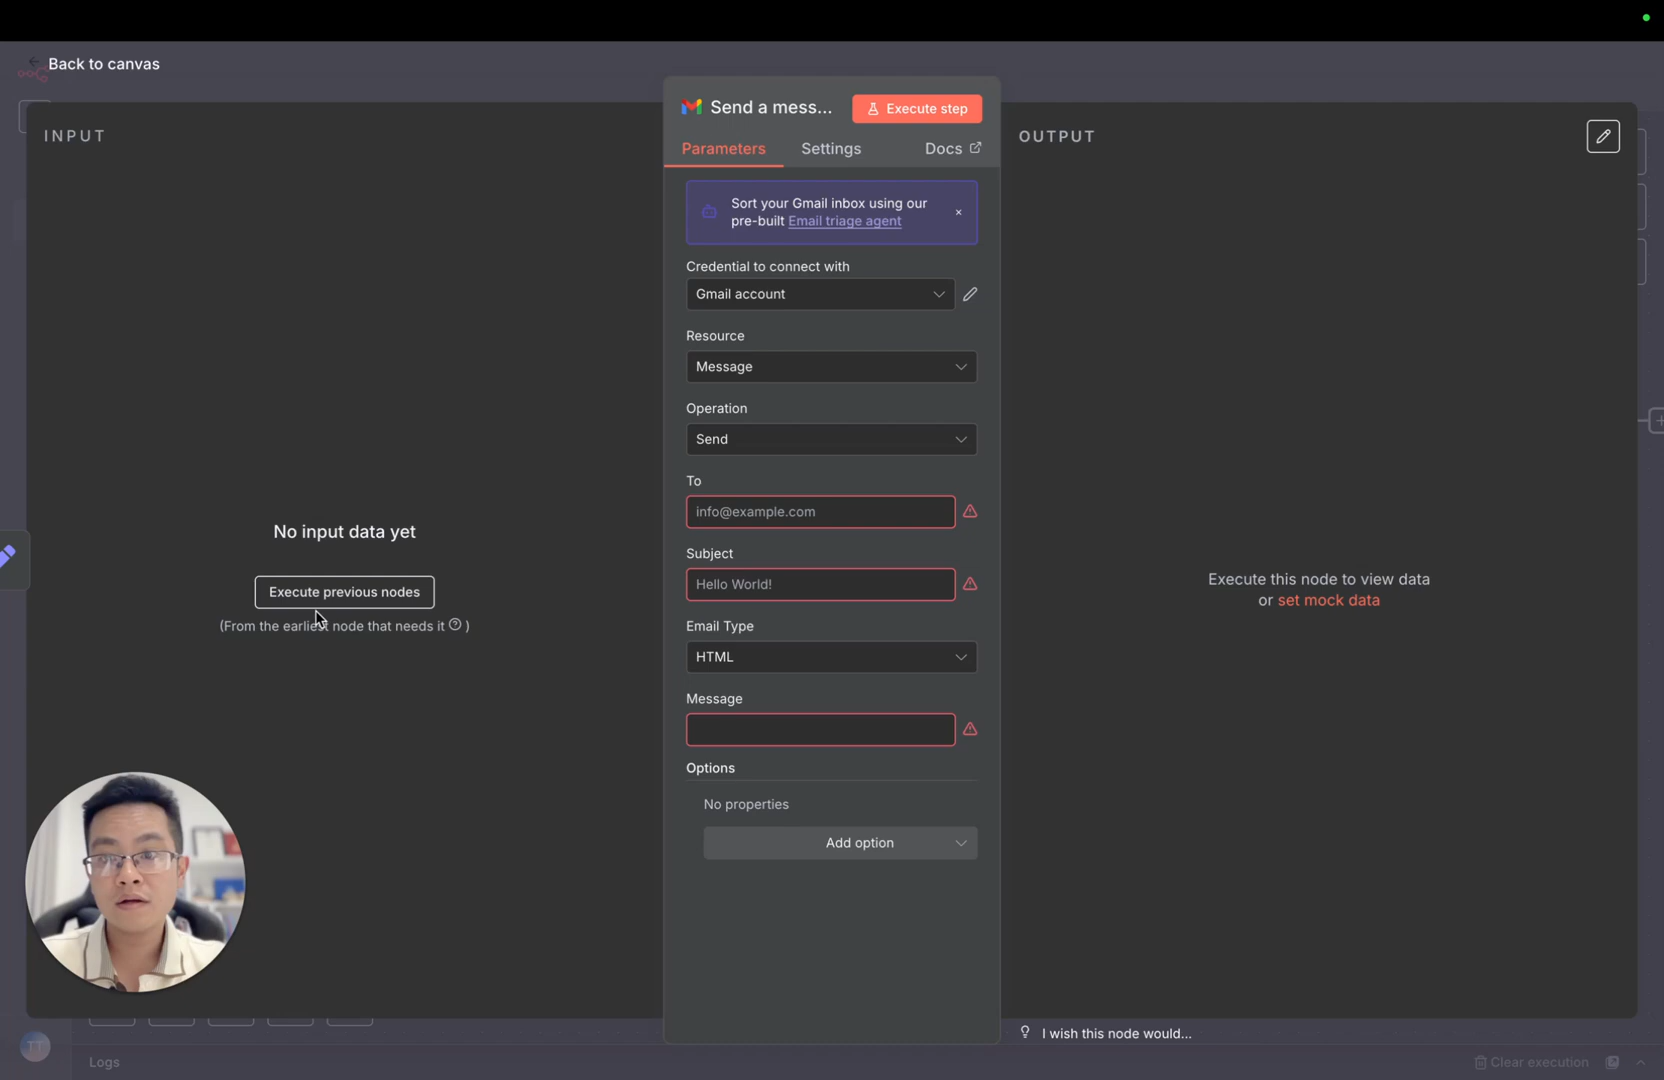 Back to canvas
INPUT
No input data yet
Execute previous nodes
(From the earliest node that needs it ? )
Send a mess...
Execute step
Parameters
Settings
Docs
Sort your Gmail inbox using our
pre-built Email triage agent
×
Credential to connect with
Gmail account
Resource
Message
Operation
Send
To
info@example.com
Subject
Hello World!
Email Type
HTML
Message
Options
No properties
Add option
OUTPUT
Execute this node to view data
or set mock data
I wish this node would...
TT
Logs
Clear execution